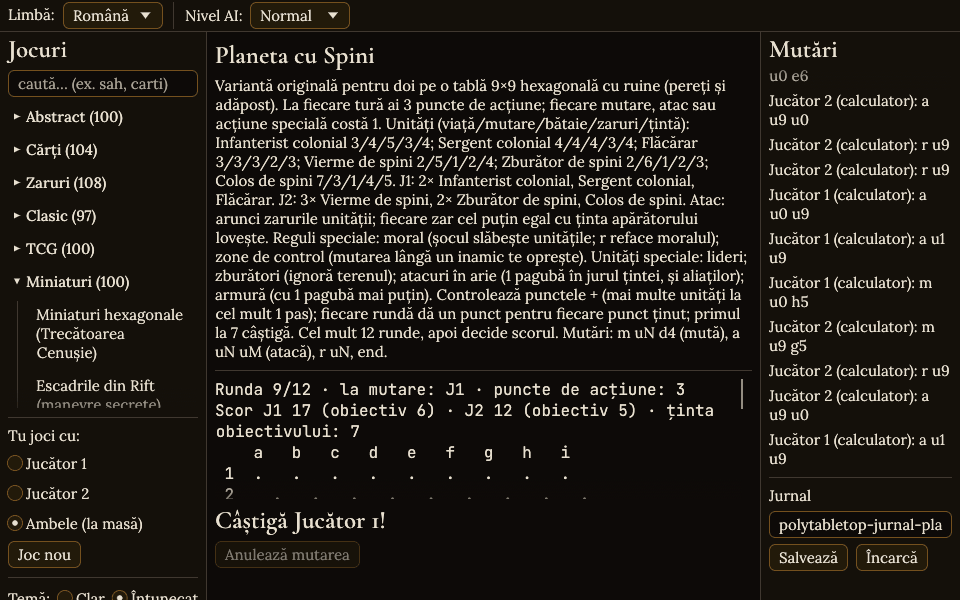 Limbă: Română ▼ Nivel AI: Normal ▼
Jocuri
caută... (ex. sah, carti)
▸ Abstract (100)
▸ Cărți (104)
▸ Zaruri (108)
▸ Clasic (97)
▸ TCG (100)
▾ Miniaturi (100)
Miniaturi hexagonale
(Trecătoarea
Cenușie)
Escadrile din Rift
(manevre secrete)
Tu joci cu:
Jucător 1
Jucător 2
Ambele (la masă)
Joc nou
Temă: Clar Întunecat
Planeta cu Spini
Variantă originală pentru doi pe o tablă 9×9 hexagonală cu ruine (pereți și
adăpost). La fiecare tură ai 3 puncte de acțiune; fiecare mutare, atac sau
acțiune specială costă 1. Unități (viață/mutare/bătaie/zaruri/țintă):
Infanterist colonial 3/4/5/3/4; Sergent colonial 4/4/4/3/4; Flăcărar
3/3/3/2/3; Vierme de spini 2/5/1/2/4; Zburător de spini 2/6/1/2/3;
Colos de spini 7/3/1/4/5. J1: 2× Infanterist colonial, Sergent colonial,
Flăcărar. J2: 3× Vierme de spini, 2× Zburător de spini, Colos de spini. Atac:
arunci zarurile unității; fiecare zar cel puțin egal cu ținta apărătorului
lovește. Reguli speciale: moral (șocul slăbește unitățile; r reface moralul);
zone de control (mutarea lângă un inamic te oprește). Unități speciale: lideri;
zburători (ignoră terenul); atacuri în arie (1 pagubă în jurul țintei, și aliaților);
armură (cu 1 pagubă mai puțin). Controlează punctele + (mai multe unități la
cel mult 1 pas); fiecare rundă dă un punct pentru fiecare punct ținut; primul
la 7 câștigă. Cel mult 12 runde, apoi decide scorul. Mutări: m uN d4 (mută), a
uN uM (atacă), r uN, end.
Runda 9/12 · la mutare: J1 · puncte de acțiune: 3
Scor J1 17 (obiectiv 6) · J2 12 (obiectiv 5) · ținta
obiectivului: 7
a b c d e f g h i
1 . . . . . . . . .
2 . . . . . . . . .
Câștigă Jucător 1!
Anulează mutarea
Mutări
u0 e6
Jucător 2 (calculator): a
u9 u0
Jucător 2 (calculator): r u9
Jucător 2 (calculator): r u9
Jucător 1 (calculator): a
u0 u9
Jucător 1 (calculator): a u1
u9
Jucător 1 (calculator): m
u0 h5
Jucător 2 (calculator): m
u9 g5
Jucător 2 (calculator): r u9
Jucător 2 (calculator): a
u9 u0
Jucător 1 (calculator): a u1
u9
Jurnal
polytabletop-jurnal-pla
Salvează Încarcă